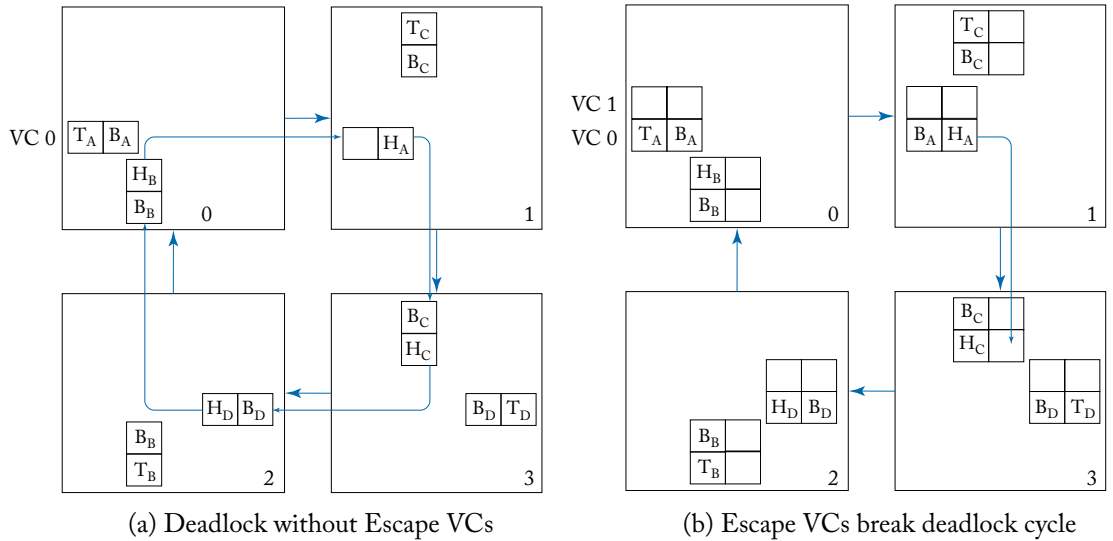 VC 0
T_A B_A
H_B
B_B
0
T_C
B_C
H_A
1
B_B
T_B
H_D B_D
2
B_C
H_C
B_D T_D
3
(a) Deadlock without Escape VCs
VC 1
VC 0
T_A B_A
H_B
B_B
0
T_C
B_C
B_A H_A
1
H_D B_D
B_B
T_B
2
B_C
H_C
B_D T_D
3
(b) Escape VCs break deadlock cycle